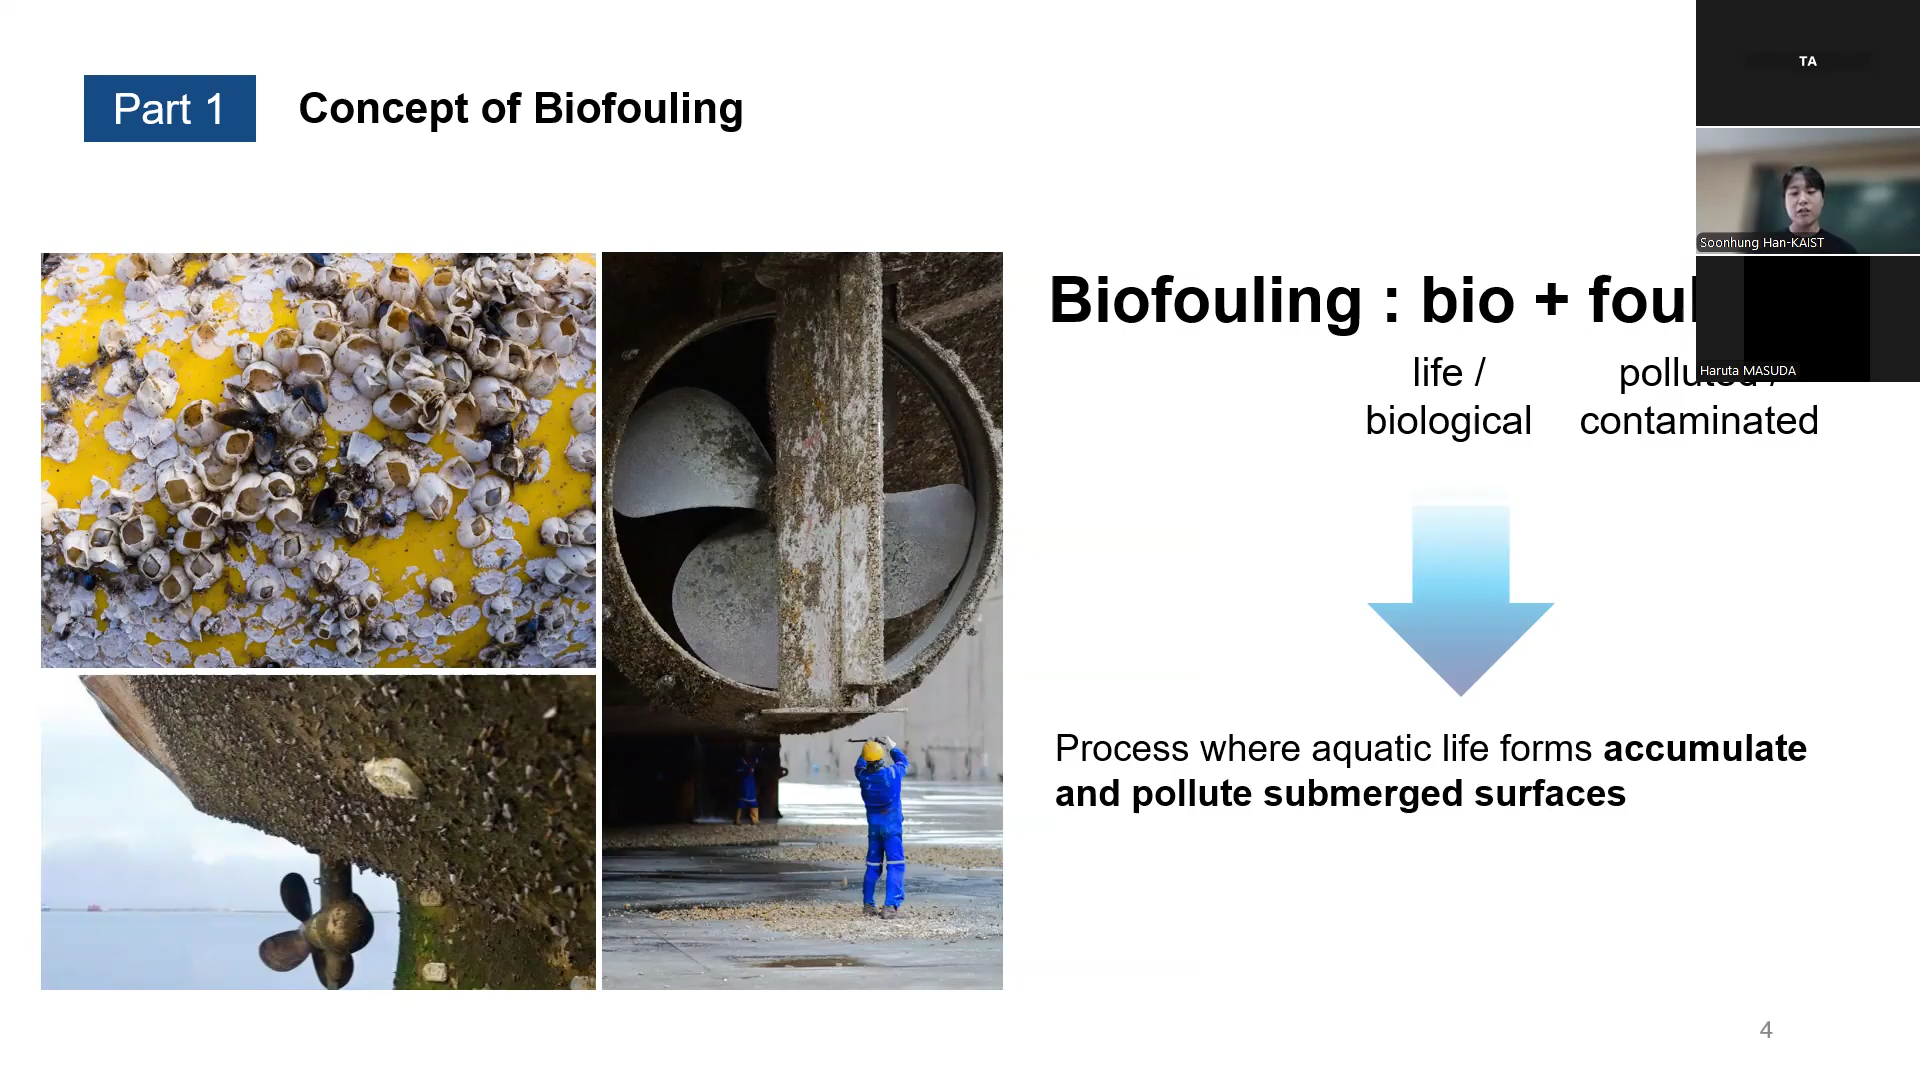 Part 1
Concept of Biofouling
TA
Soonhung Han-KAIST
Haruta MASUDA
Biofouling : bio + foul
life /
biological
contaminated
Process where aquatic life forms accumulate
and pollute submerged surfaces
4